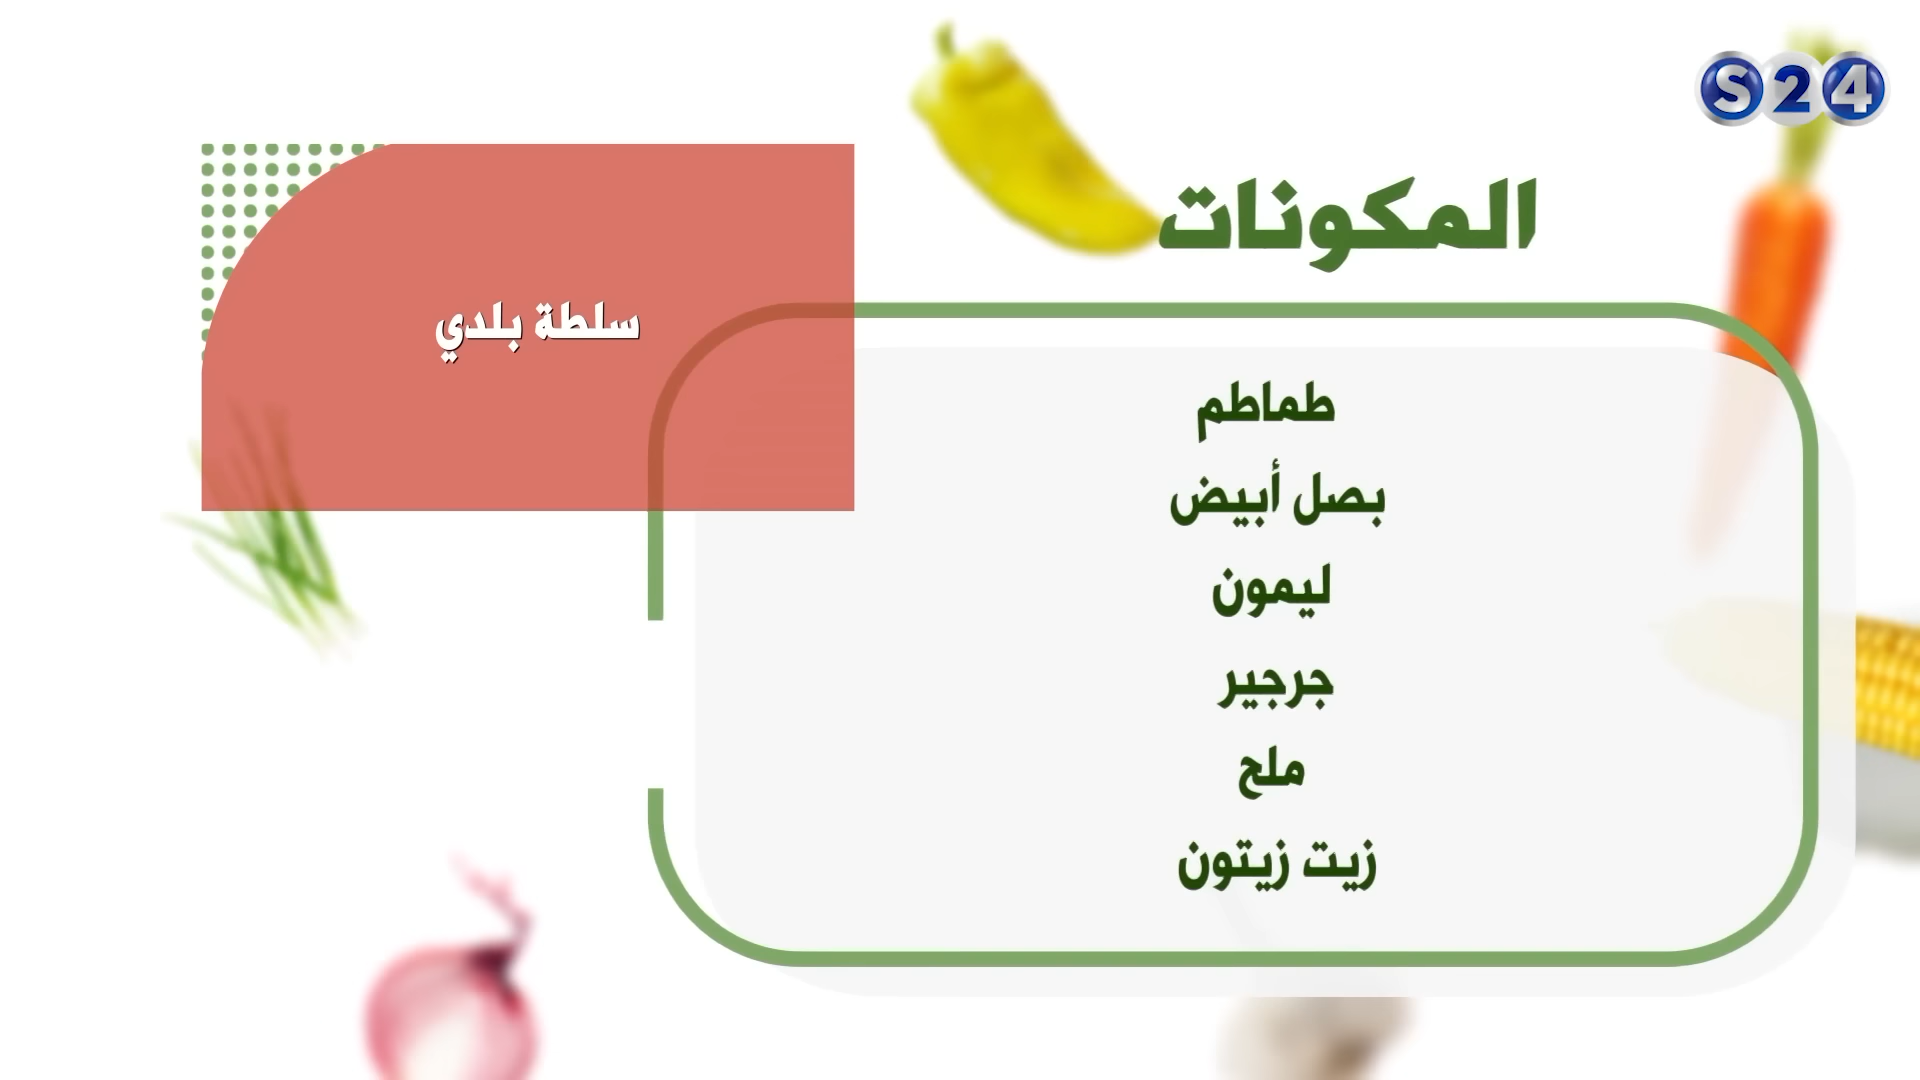 S24
المكونات
سلطة بلدي
طماطم
بصل أبيض
ليمون
جرجير
ملح
زيت زيتون